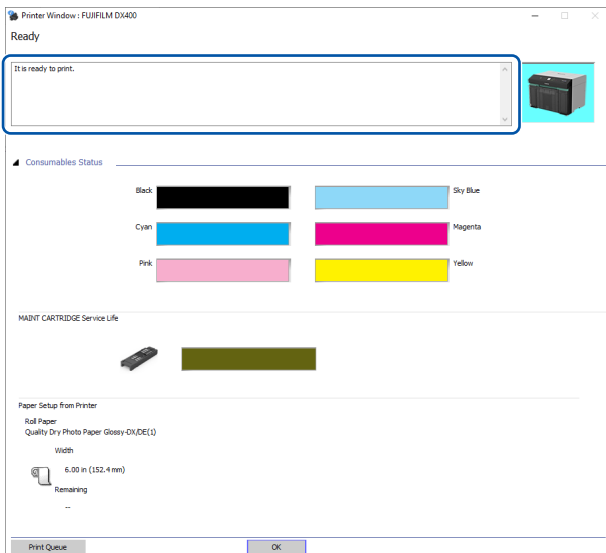 Printer Window : FUJIFILM DX400
Ready
It is ready to print.
Consumables Status
Black
Sky Blue
Cyan
Magenta
Pink
Yellow
MAINT CARTRIDGE Service Life
Paper Setup from Printer
Roll Paper
Quality Dry Photo Paper Glossy-DX/DE(1)
Width
6.00 in (152.4 mm)
Remaining
--
Print Queue
OK